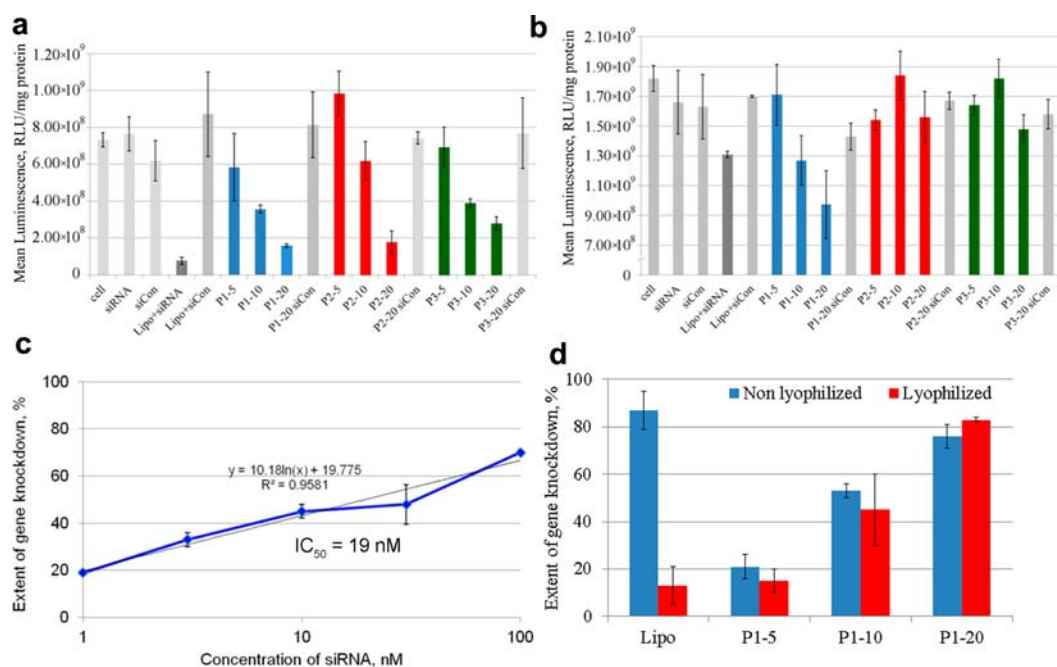 a
Mean Luminescence, RLU/mg protein
1.20×10⁹
1.00×10⁹
8.00×10⁸
6.00×10⁸
4.00×10⁸
2.00×10⁸
0
cell
siRNA
siCon
Lipo+siRNA
Lipo+siCon
P1-5
P1-10
P1-20
P1-20 siCon
P2-5
P2-10
P2-20
P2-20 siCon
P3-5
P3-10
P3-20
P3-20 siCon
b
Mean Luminescence, RLU/mg protein
2.10×10⁹
1.90×10⁹
1.70×10⁹
1.50×10⁹
1.30×10⁹
1.10×10⁹
9.00×10⁸
7.00×10⁸
0
cell
siRNA
siCon
Lipo+siRNA
Lipo+siCon
P1-5
P1-10
P1-20
P1-20 siCon
P2-5
P2-10
P2-20
P2-20 siCon
P3-5
P3-10
P3-20
P3-20 siCon
c
Extent of gene knockdown, %
100
80
60
40
20
0
y = 10.18ln(x) + 19.775
R² = 0.9581
IC₅₀ = 19 nM
1
10
100
Concentration of siRNA, nM
d
Extent of gene knockdown, %
100
80
60
40
20
0
Non lyophilized
Lyophilized
Lipo
P1-5
P1-10
P1-20